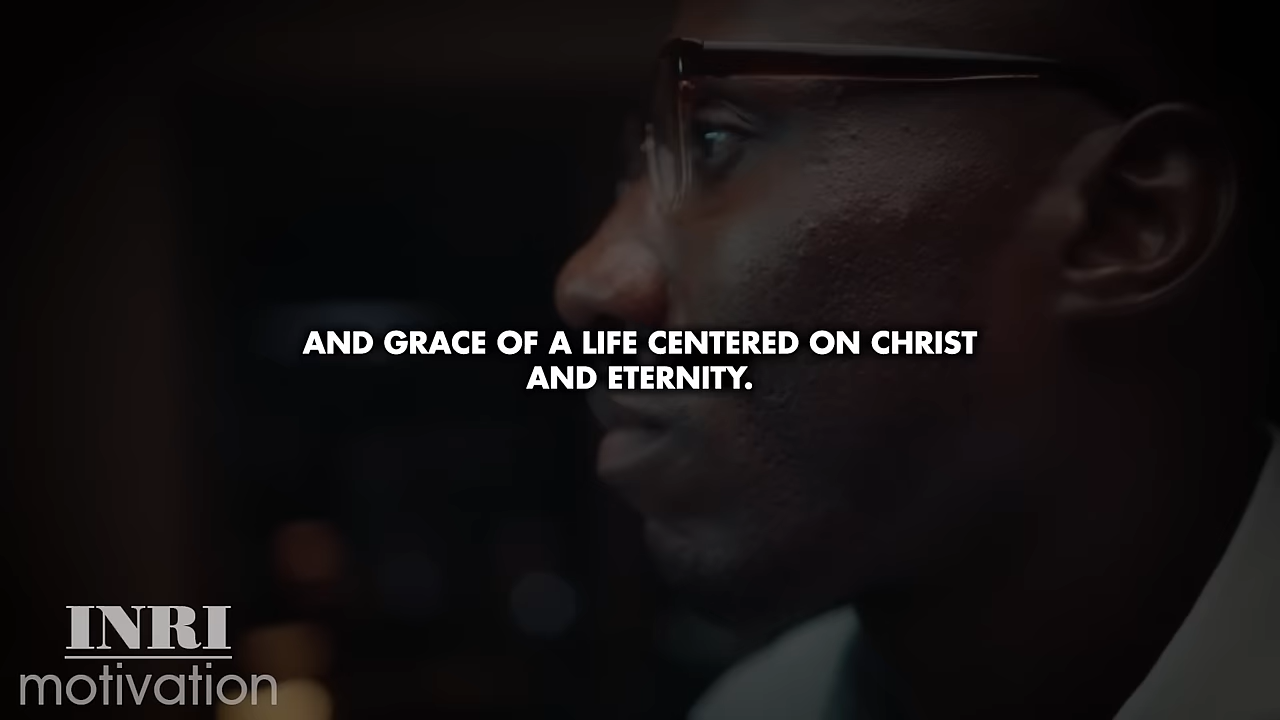 AND GRACE OF A LIFE CENTERED ON CHRIST
AND ETERNITY.
INRI
motivation